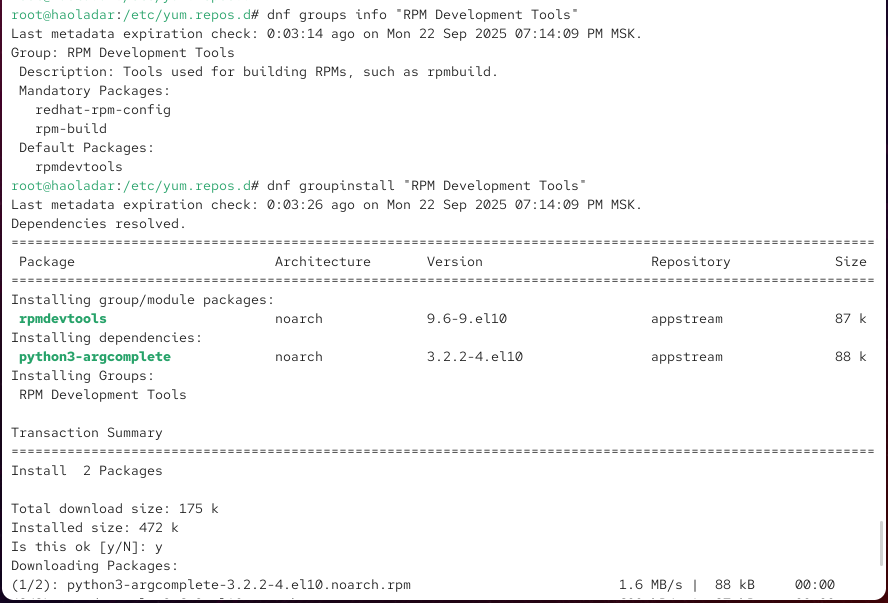 root@haoladar:/etc/yum.repos.d# dnf groups info "RPM Development Tools"
Last metadata expiration check: 0:03:14 ago on Mon 22 Sep 2025 07:14:09 PM MSK.
Group: RPM Development Tools
 Description: Tools used for building RPMs, such as rpmbuild.
 Mandatory Packages:
   redhat-rpm-config
   rpm-build
 Default Packages:
   rpmdevtools
root@haoladar:/etc/yum.repos.d# dnf groupinstall "RPM Development Tools"
Last metadata expiration check: 0:03:26 ago on Mon 22 Sep 2025 07:14:09 PM MSK.
Dependencies resolved.
============================================================================================================
 Package                         Architecture       Version                     Repository             Size
============================================================================================================
Installing group/module packages:
 rpmdevtools                     noarch             9.6-9.el10                  appstream              87 k
Installing dependencies:
 python3-argcomplete             noarch             3.2.2-4.el10                appstream              88 k
Installing Groups:
 RPM Development Tools

Transaction Summary
============================================================================================================
Install  2 Packages

Total download size: 175 k
Installed size: 472 k
Is this ok [y/N]: y
Downloading Packages:
(1/2): python3-argcomplete-3.2.2-4.el10.noarch.rpm                          1.6 MB/s |  88 kB     00:00